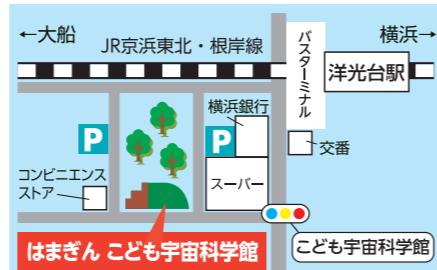 ←大船
横浜→
JR京浜東北・根岸線
バスターミナル
洋光台駅
横浜銀行
P
P
交番
コンビニエンス
ストア
スーパー
はまぎん こども宇宙科学館
こども宇宙科学館